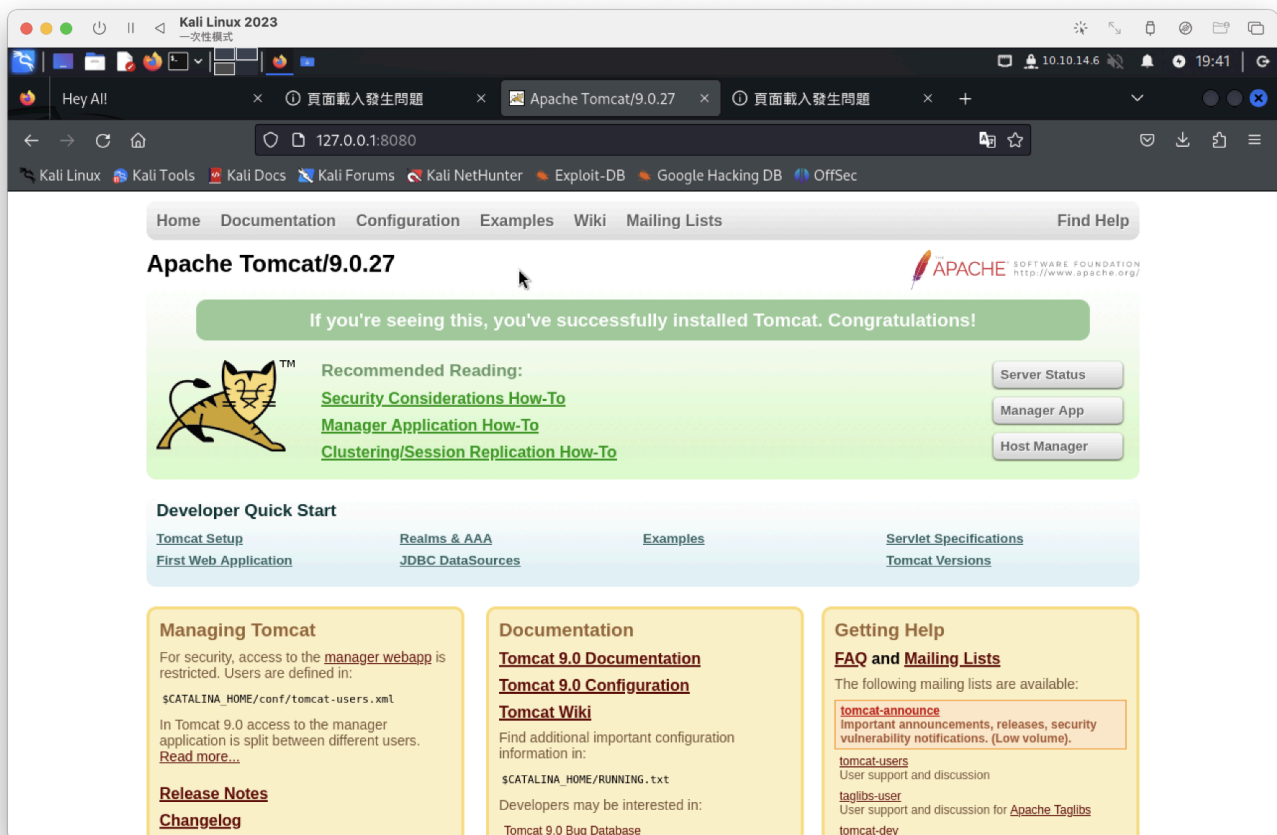 Kali Linux 2023
一次性模式
10.10.14.6
19:41
Hey AI!
頁面載入發生問題
Apache Tomcat/9.0.27
頁面載入發生問題
127.0.0.1:8080
Kali Linux
Kali Tools
Kali Docs
Kali Forums
Kali NetHunter
Exploit-DB
Google Hacking DB
OffSec
Home
Documentation
Configuration
Examples
Wiki
Mailing Lists
Find Help
Apache Tomcat/9.0.27
THE
APACHE
SOFTWARE FOUNDATION
http://www.apache.org/
If you're seeing this, you've successfully installed Tomcat. Congratulations!
TM
Recommended Reading:
Security Considerations How-To
Manager Application How-To
Clustering/Session Replication How-To
Server Status
Manager App
Host Manager
Developer Quick Start
Tomcat Setup
First Web Application
Realms & AAA
JDBC DataSources
Examples
Servlet Specifications
Tomcat Versions
Managing Tomcat
For security, access to the manager webapp is
restricted. Users are defined in:
$CATALINA_HOME/conf/tomcat-users.xml
In Tomcat 9.0 access to the manager
application is split between different users.
Read more...
Release Notes
Changelog
Documentation
Tomcat 9.0 Documentation
Tomcat 9.0 Configuration
Tomcat Wiki
Find additional important configuration
information in:
$CATALINA_HOME/RUNNING.txt
Developers may be interested in:
Tomcat 9.0 Bug Database
Getting Help
FAQ and Mailing Lists
The following mailing lists are available:
tomcat-announce
Important announcements, releases, security
vulnerability notifications. (Low volume).
tomcat-users
User support and discussion
taglibs-user
User support and discussion for Apache Taglibs
tomcat-dev